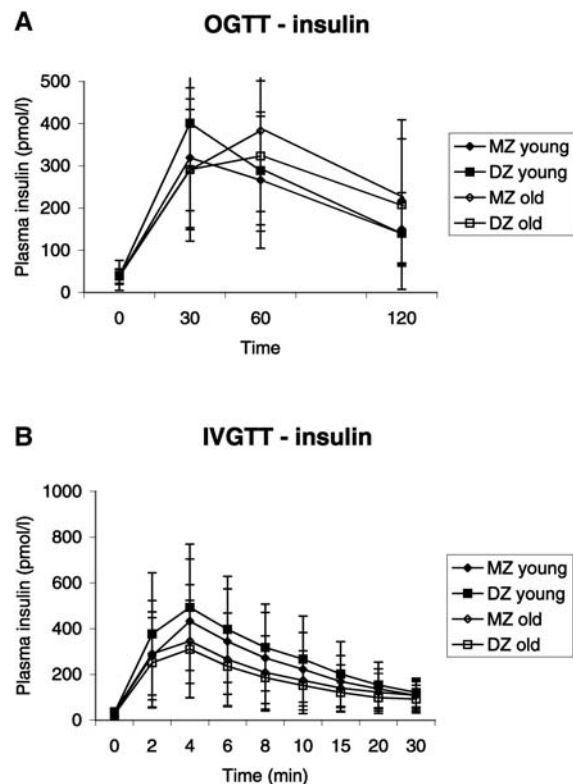 A
OGTT - insulin
Plasma insulin (pmol/l)
500
400
300
200
100
0
0 30 60 120
Time
MZ young
DZ young
MZ old
DZ old
B
IVGTT - insulin
Plasma insulin (pmol/l)
1000
800
600
400
200
0
0 2 4 6 8 10 15 20 30
Time (min)
MZ young
DZ young
MZ old
DZ old